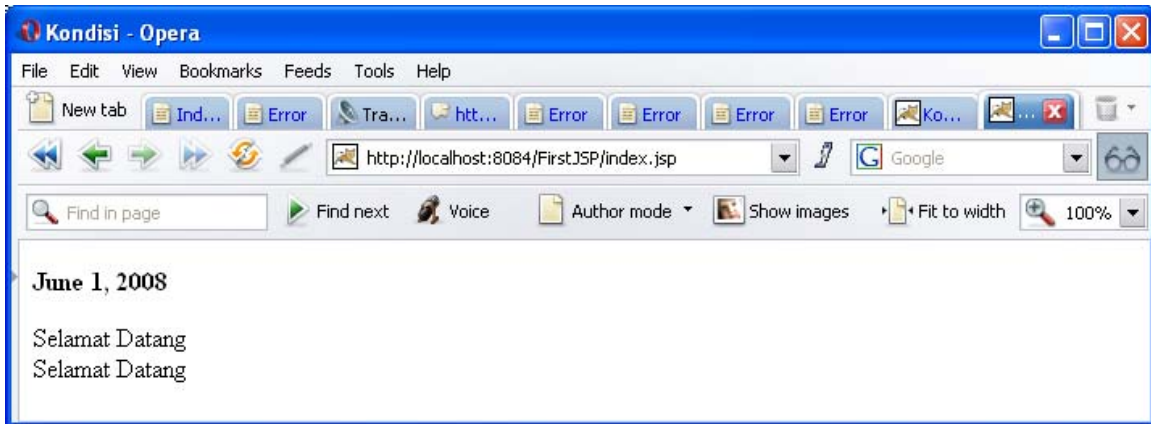 Kondisi - Opera
File Edit View Bookmarks Feeds Tools Help
New tab Ind... Error Tra... htt... Error Error Error Error Ko... ...
http://localhost:8084/FirstJSP/index.jsp G Google
Find in page Find next Voice Author mode Show images Fit to width 100%
June 1, 2008
Selamat Datang
Selamat Datang